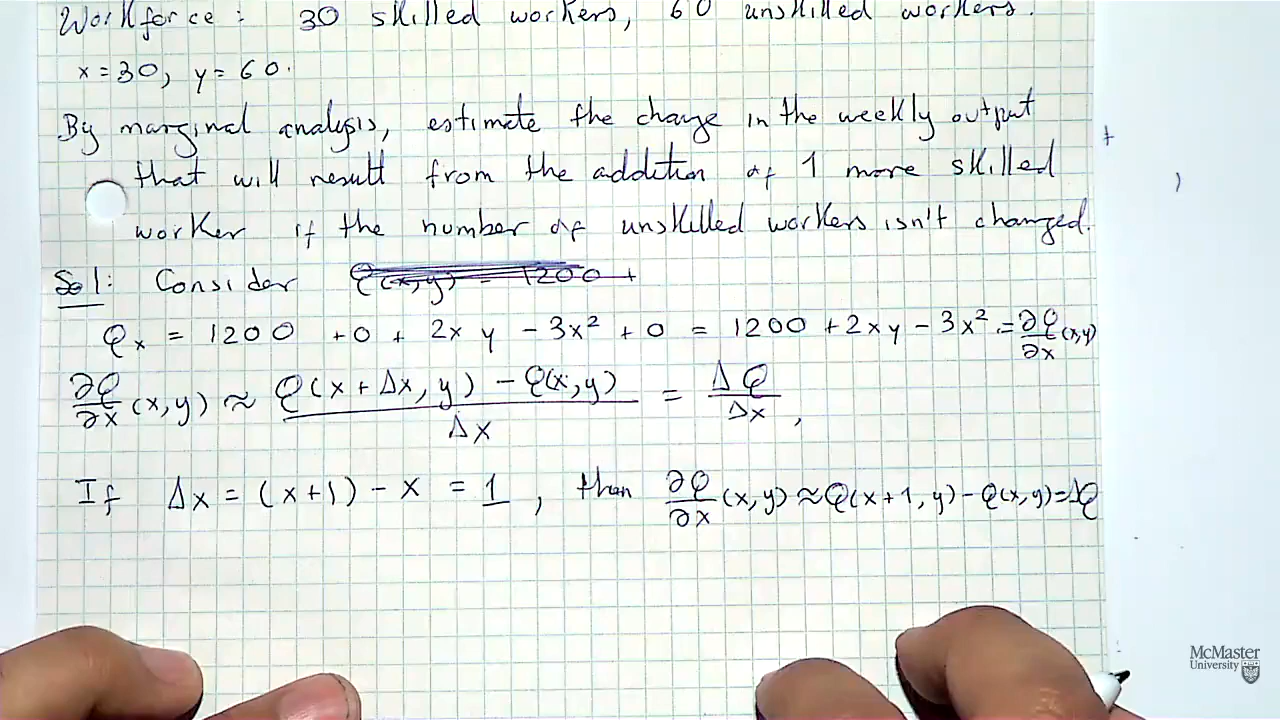 Workforce : 30 skilled workers, 60 unskilled workers.
x = 30, y = 60.
By marginal analysis, estimate the change in the weekly output
that will result from the addition of 1 more skilled
worker if the number of unskilled workers isn't changed.
Sol: Consider Q(x,y) = 1200 +
Qx = 1200 + 0 + 2xy - 3x² + 0 = 1200 + 2xy - 3x² = ∂Q/∂x (x,y)
∂Q/∂x (x,y) ≈ (Q(x+Δx, y) - Q(x,y))/Δx = ΔQ/Δx ,
If Δx = (x+1) - x = 1 , then ∂Q/∂x (x,y) ≈ Q(x+1, y) - Q(x,y) = ΔQ
McMaster
University